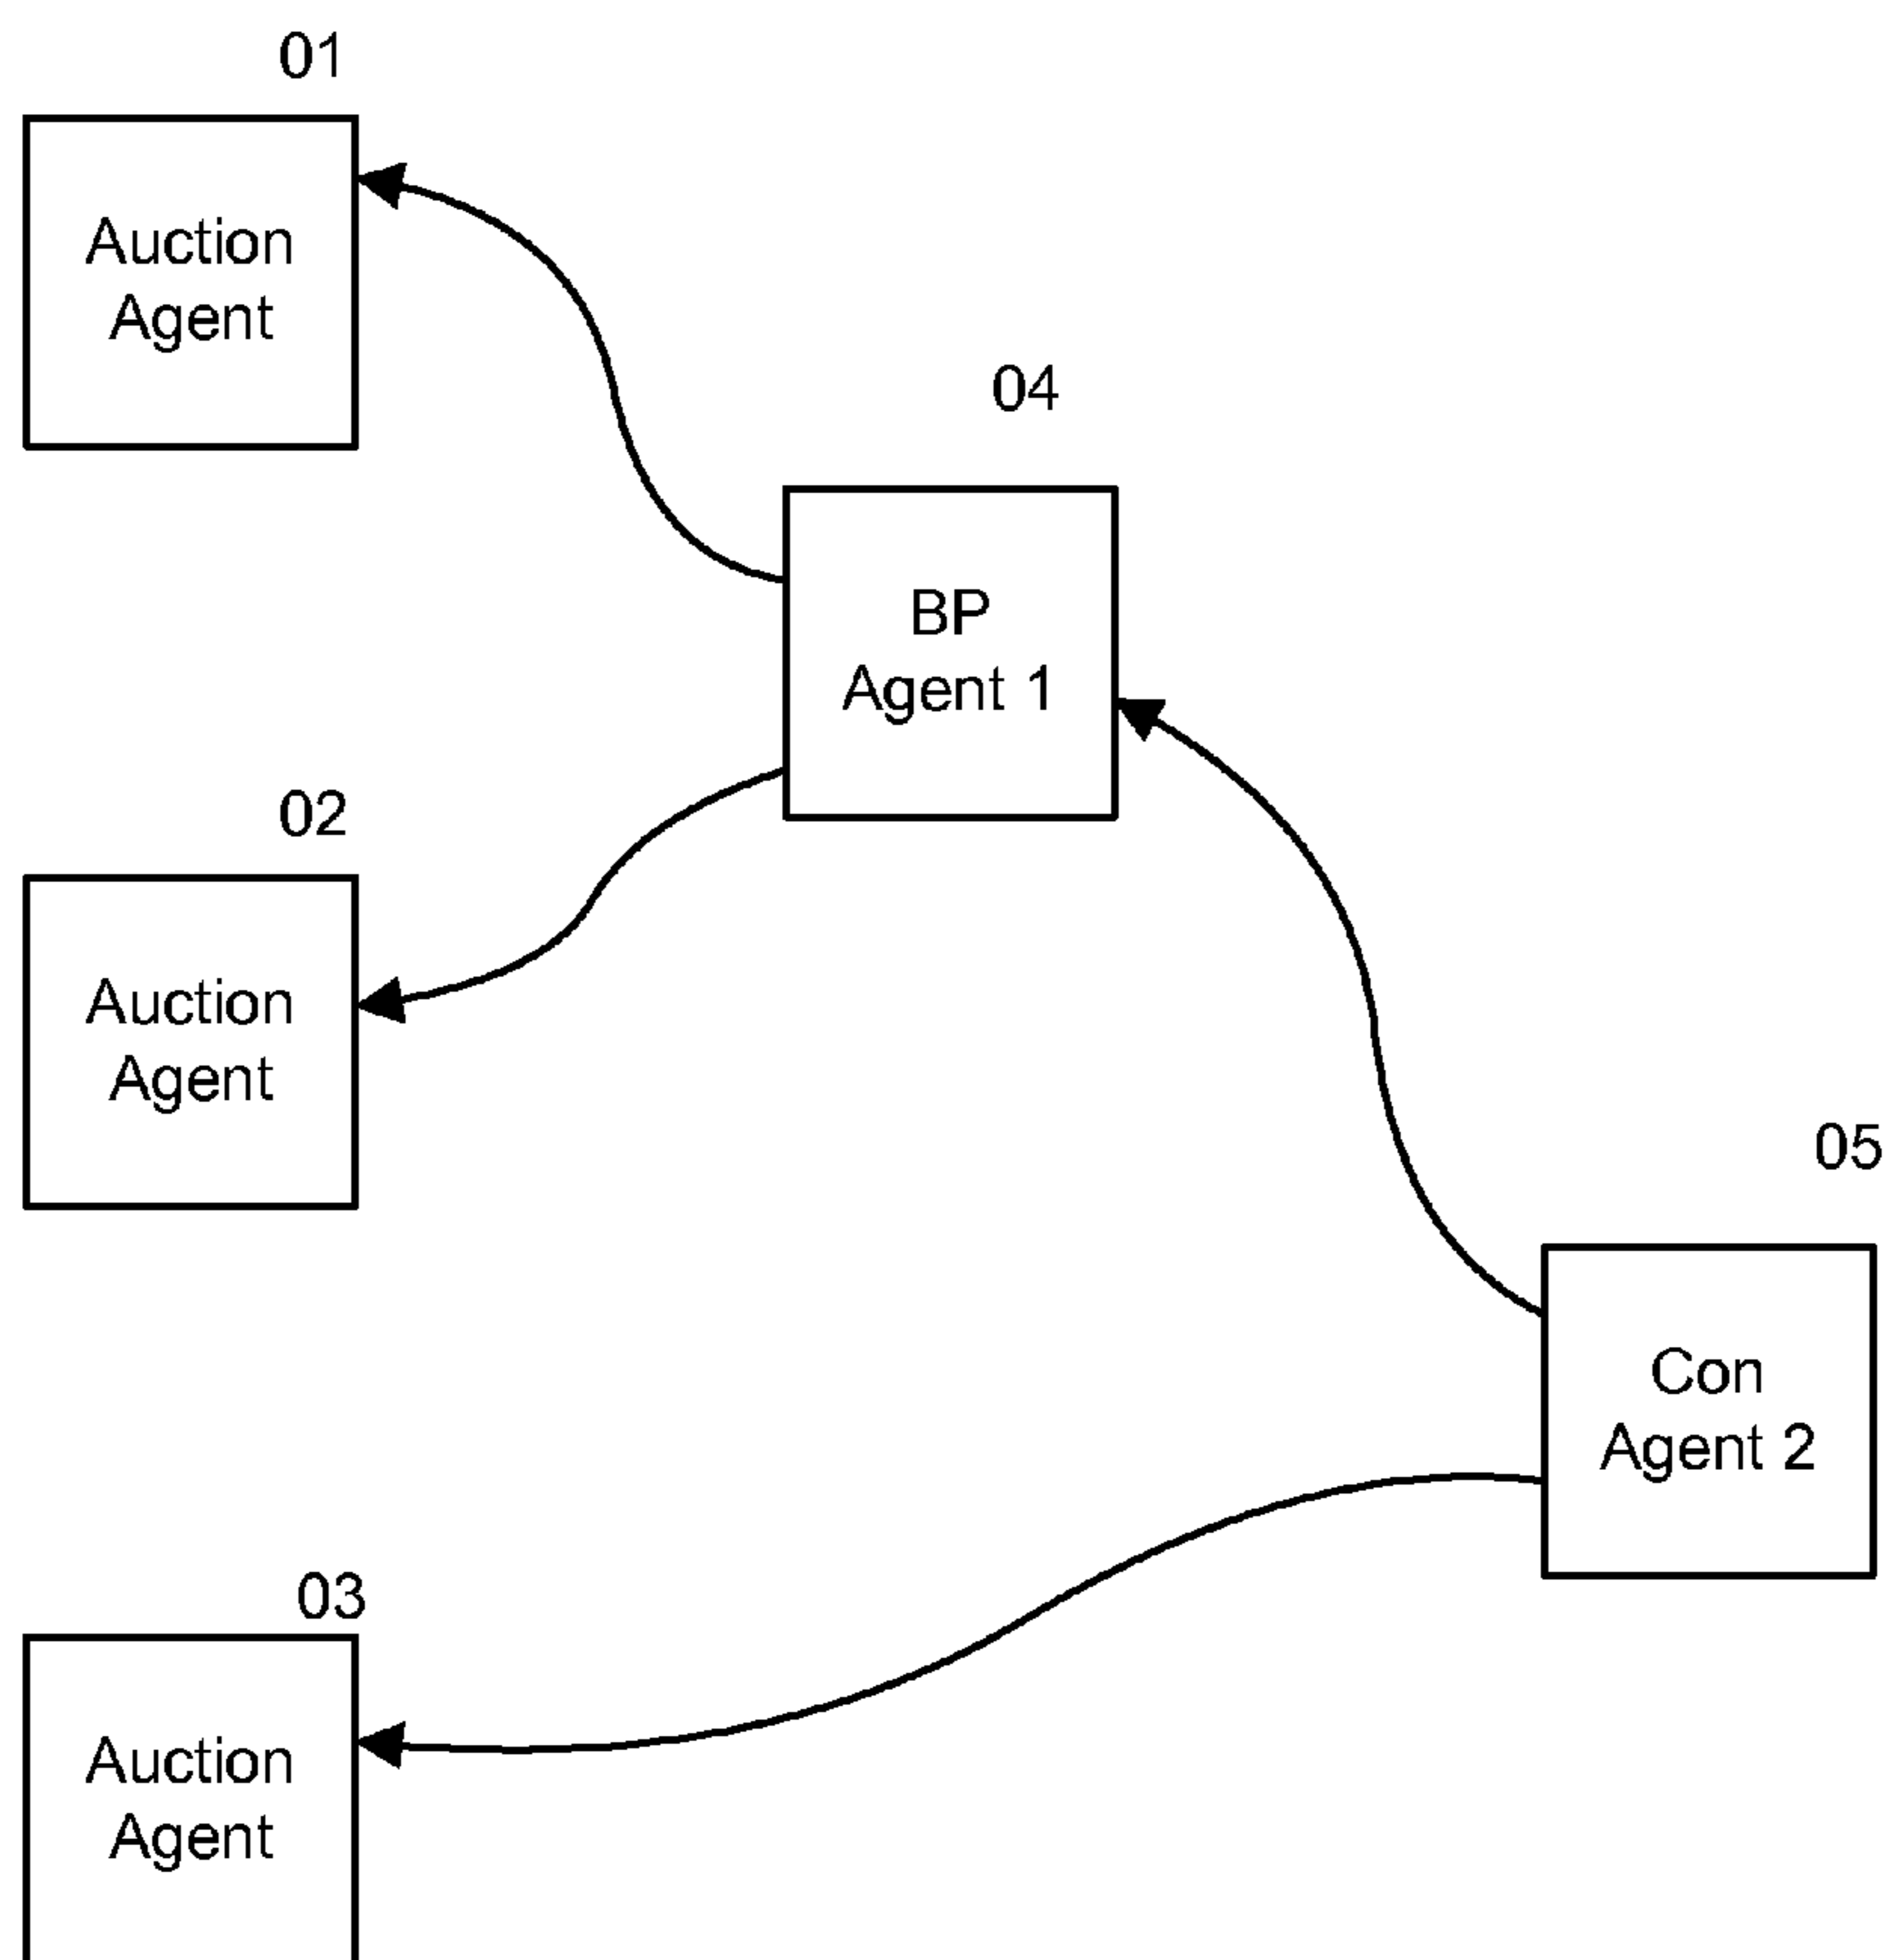 01
Auction
Agent
04
BP
Agent 1
02
Auction
Agent
05
Con
Agent 2
03
Auction
Agent